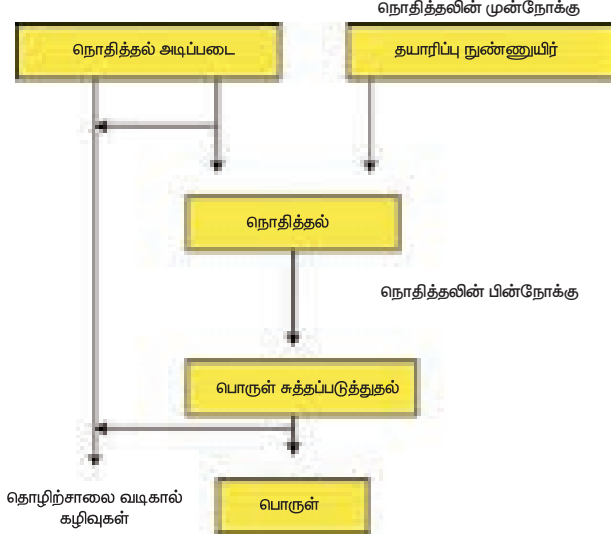 நொதித்தலின் முன்நோக்கு
நொதித்தல் அடிப்படை
தயாரிப்பு நுண்ணுயிர்
நொதித்தல்
நொதித்தலின் பின்நோக்கு
பொருள் சுத்தப்படுத்துதல்
தொழிற்சாலை வடிகால்
கழிவுகள்
பொருள்